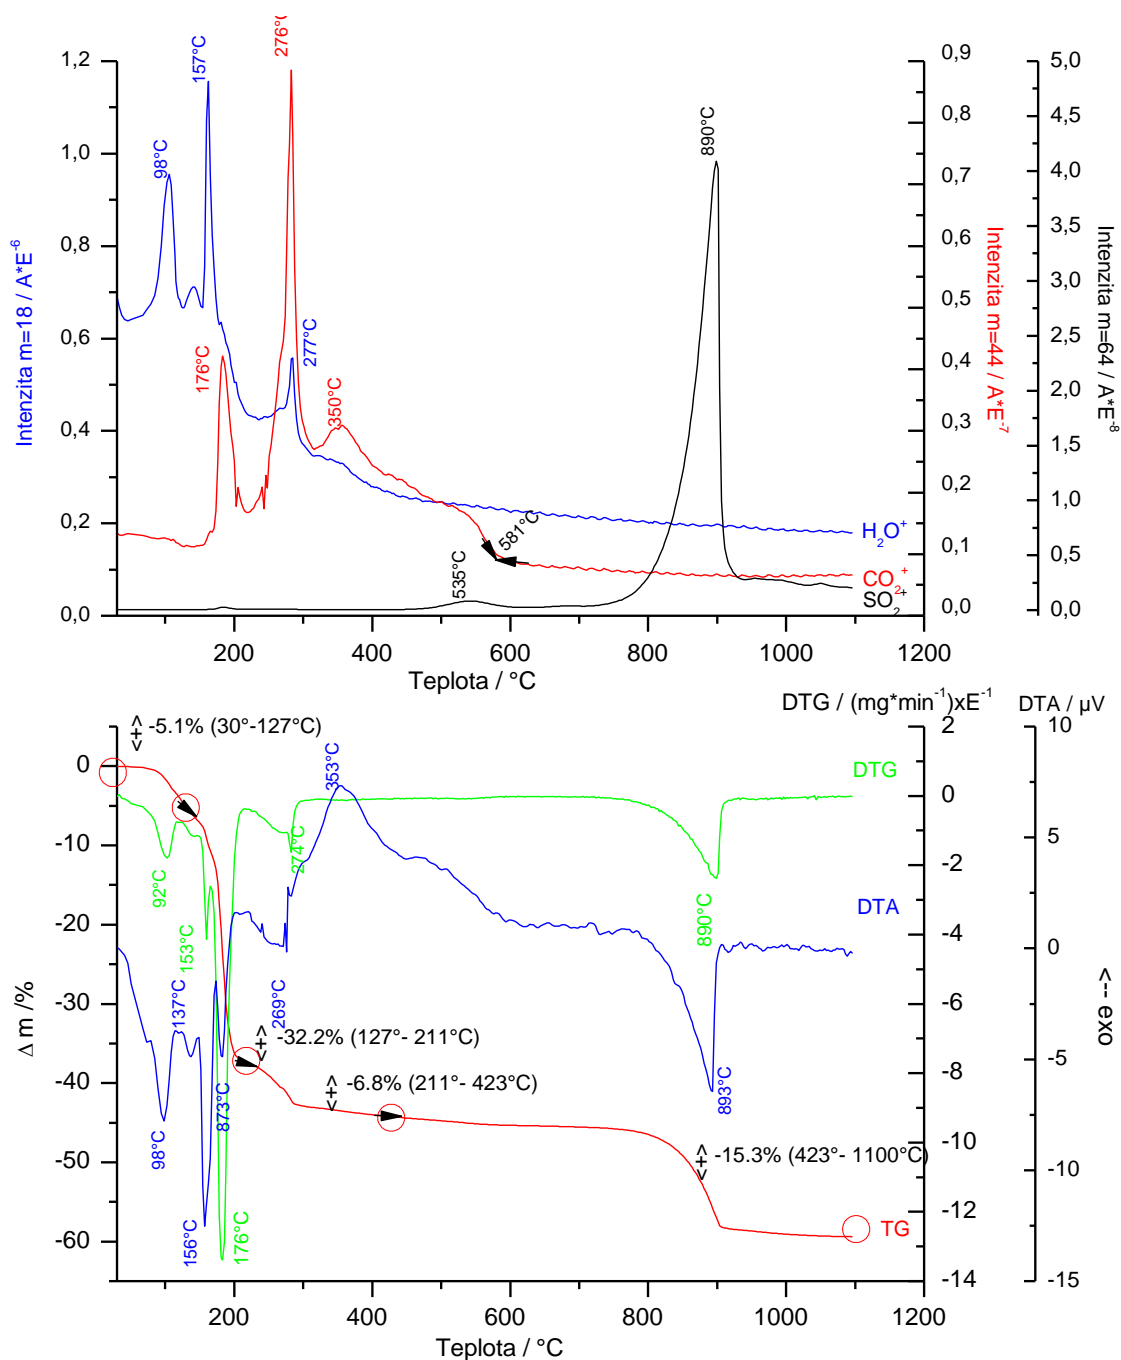 276°C
157°C
98°C
890°C
1,2
1,0
0,8
0,6
0,4
0,2
0,0
0,9
0,8
0,7
0,6
0,5
0,4
0,3
0,2
0,1
0,0
5,0
4,5
4,0
3,5
3,0
2,5
2,0
1,5
1,0
0,5
0,0
Intenzita m=18 / A*E-6
Intenzita m=44 / A*E-7
Intenzita m=64 / A*E-8
176°C
277°C
350°C
581°C
535°C
H2O+
CO2+
SO2+
200
400
600
800
1000
1200
Teplota / °C
DTG / (mg*min-1)xE-1
DTA / µV
-5.1% (30°-127°C)
353°C
DTG
92°C
274°C
DTA
890°C
153°C
137°C
269°C
-32.2% (127°- 211°C)
-6.8% (211°- 423°C)
98°C
873°C
893°C
-15.3% (423°- 1100°C)
156°C
176°C
TG
0
-10
-20
-30
-40
-50
-60
Δ m /%
2
0
-2
-4
-6
-8
-10
-12
-14
10
5
0
-5
-10
-15
<-- exo
200
400
600
800
1000
1200
Teplota / °C